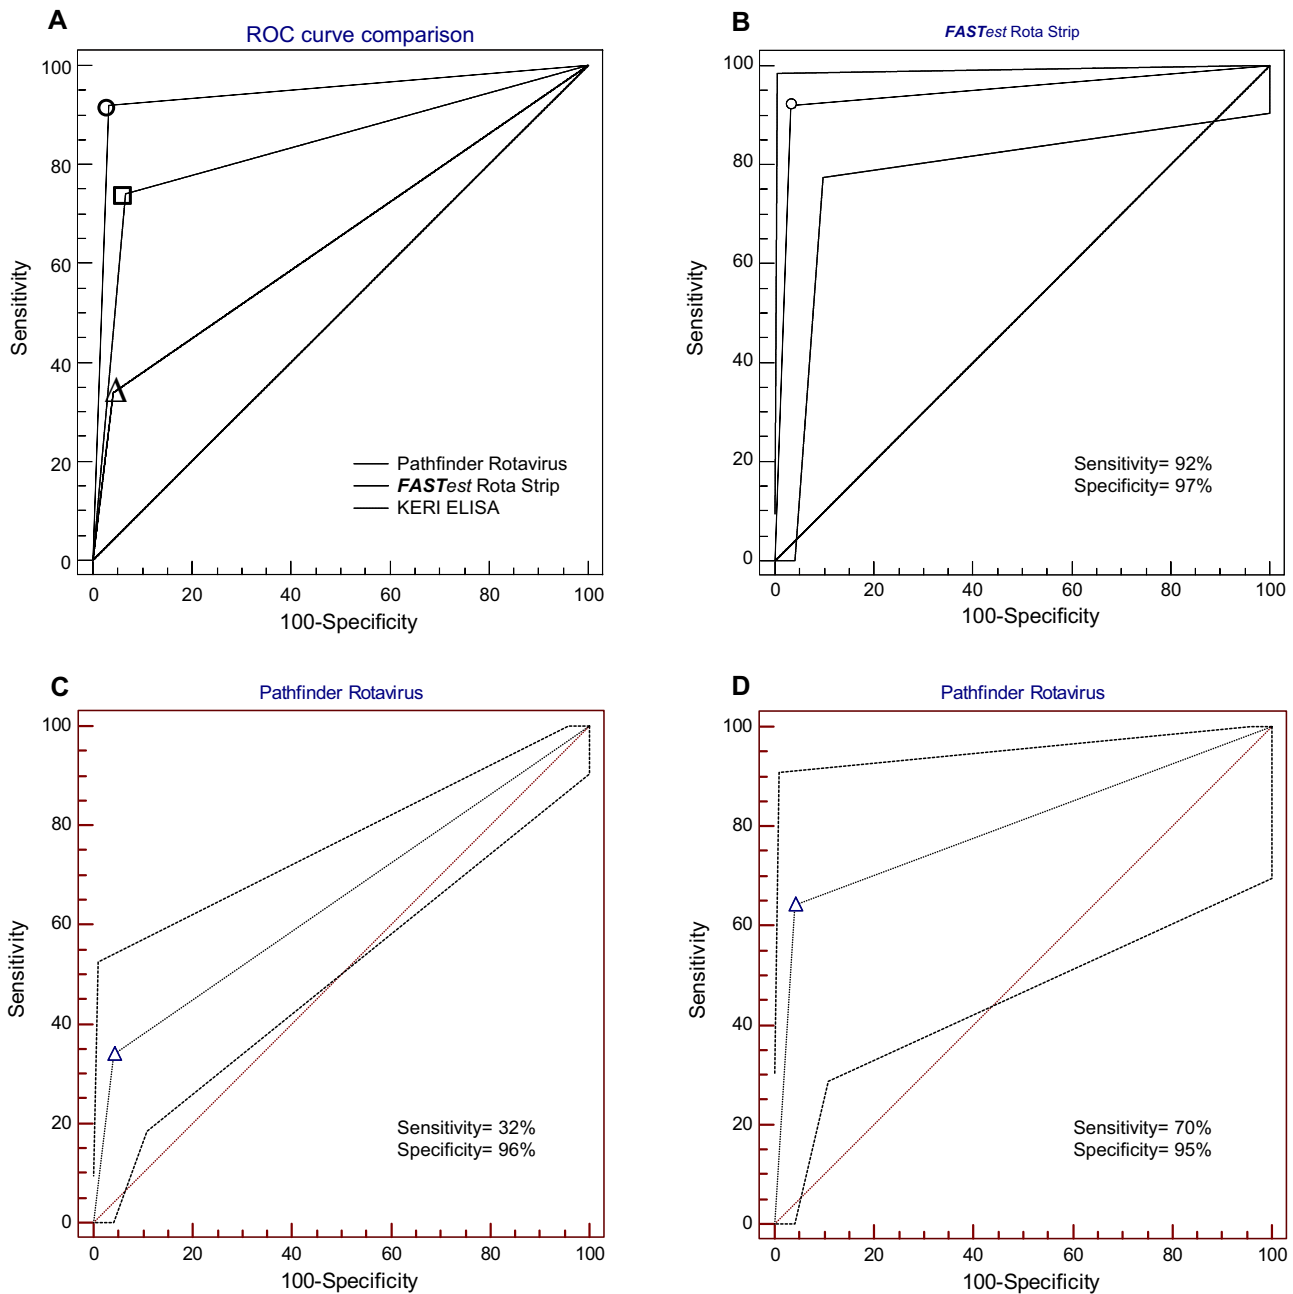 A
ROC curve comparison
100
80
60
40
20
0
Sensitivity
Pathfinder Rotavirus
FASTest Rota Strip
KERI ELISA
0 20 40 60 80 100
100-Specificity
B
FASTest Rota Strip
100
80
60
40
20
0
Sensitivity
Sensitivity= 92%
Specificity= 97%
0 20 40 60 80 100
100-Specificity
C
Pathfinder Rotavirus
100
80
60
40
20
0
Sensitivity
Sensitivity= 32%
Specificity= 96%
0 20 40 60 80 100
100-Specificity
D
Pathfinder Rotavirus
100
80
60
40
20
0
Sensitivity
Sensitivity= 70%
Specificity= 95%
0 20 40 60 80 100
100-Specificity